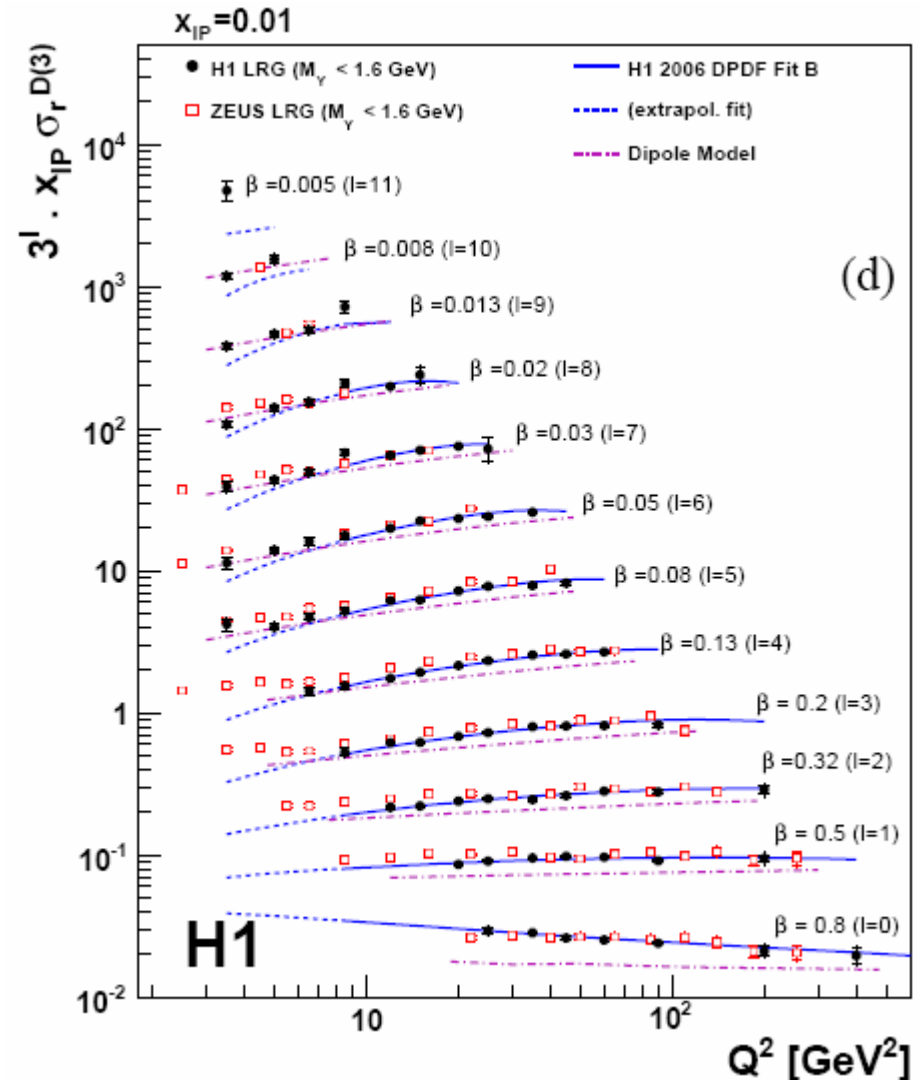 x_IP=0.01
H1 LRG (M_Y < 1.6 GeV)
ZEUS LRG (M_Y < 1.6 GeV)
H1 2006 DPDF Fit B
(extrapol. fit)
Dipole Model
3^l · x_IP σ_r^D(3)
10^4
β =0.005 (l=11)
β =0.008 (l=10)
10^3
(d)
β =0.013 (l=9)
β =0.02 (l=8)
10^2
β =0.03 (l=7)
β =0.05 (l=6)
10
β =0.08 (l=5)
β =0.13 (l=4)
1
β = 0.2 (l=3)
β =0.32 (l=2)
10^-1
β = 0.5 (l=1)
β = 0.8 (l=0)
H1
10^-2
10
10^2
Q^2 [GeV^2]